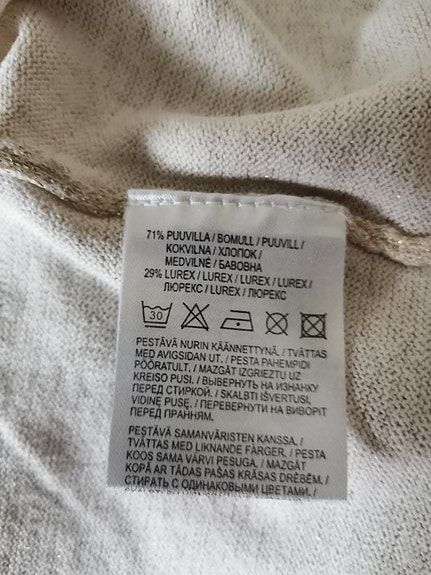 71% PUUVILLA / BOMULL / PUUVILL /
KOKVILNA / ХЛОПОК /
MEDVILNĖ / БАВОВНА
29% LUREX / LUREX / LUREX / LUREX /
ЛЮРЕКС / LUREX / ЛЮРЕКС
30
PESTÄVÄ NURIN KÄÄNNETTYNÄ. / TVÄTTAS
MED AVIGSIDAN UT. / PESTA PAHEMPIDI
PÖÖRATULT. / MAZGĀT IZGRIEZTU UZ
KREISO PUSI. / ВЫВЕРНУТЬ НА ИЗНАНКУ
ПЕРЕД СТИРКОЙ. / SKALBTI IŠVERTUS Į
VIDINĘ PUSĘ. / ПЕРЕВЕРНУТИ НА ВИВОРІТ
ПЕРЕД ПРАННЯМ.
PESTÄVÄ SAMANVÄRISTEN KANSSA. /
TVÄTTAS MED LIKNANDE FÄRGER. / PESTA
KOOS SAMA VÄRVI PESUGA. / MAZGĀT
KOPĀ AR TĀDAS PAŠAS KRĀSAS DRĒBĒM. /
СТИРАТЬ С ОДИНАКОВЫМИ ЦВЕТАМИ. /